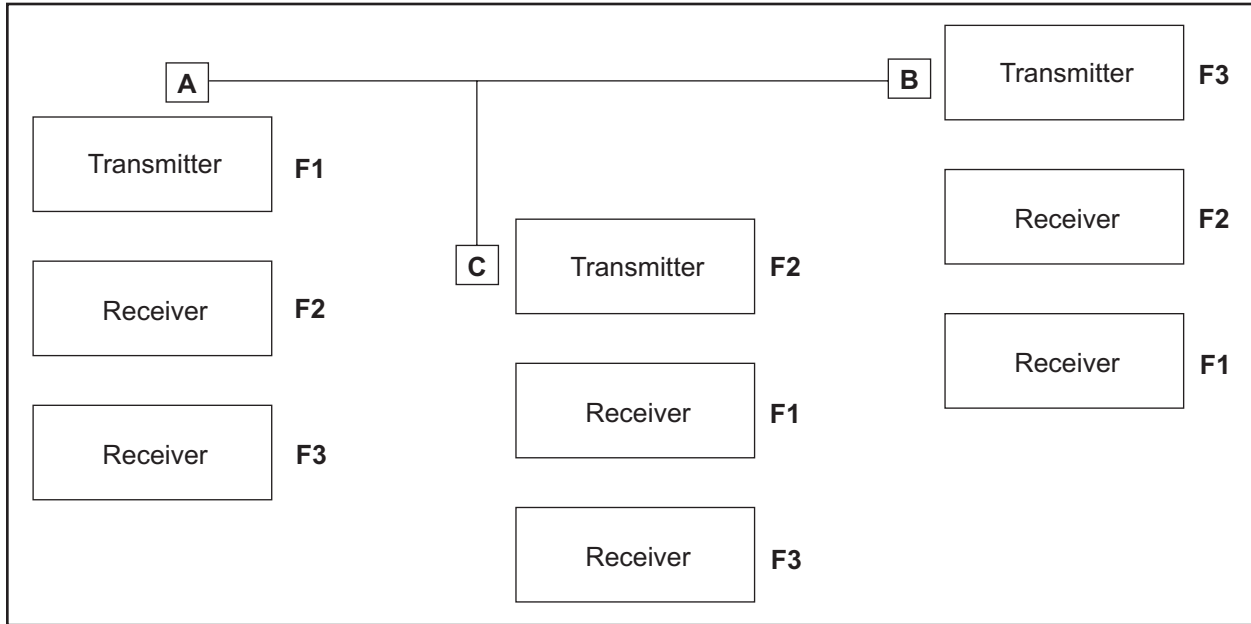 A
Transmitter F1
Receiver F2
Receiver F3
C
Transmitter F2
Receiver F1
Receiver F3
B
Transmitter F3
Receiver F2
Receiver F1